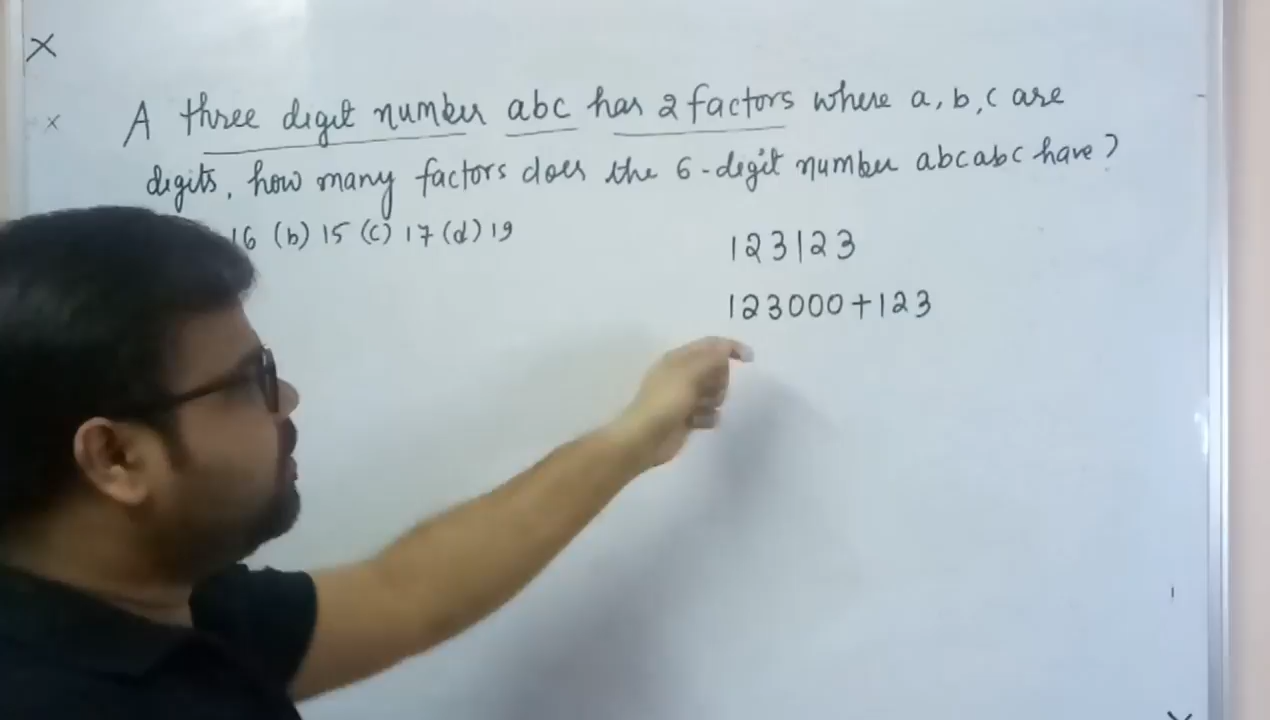 A three digit number abc has 2 factors where a, b, c are
digits, how many factors does the 6-digit number abcabc have?
16 (b) 15 (c) 17 (d) 19
123123
123000+123